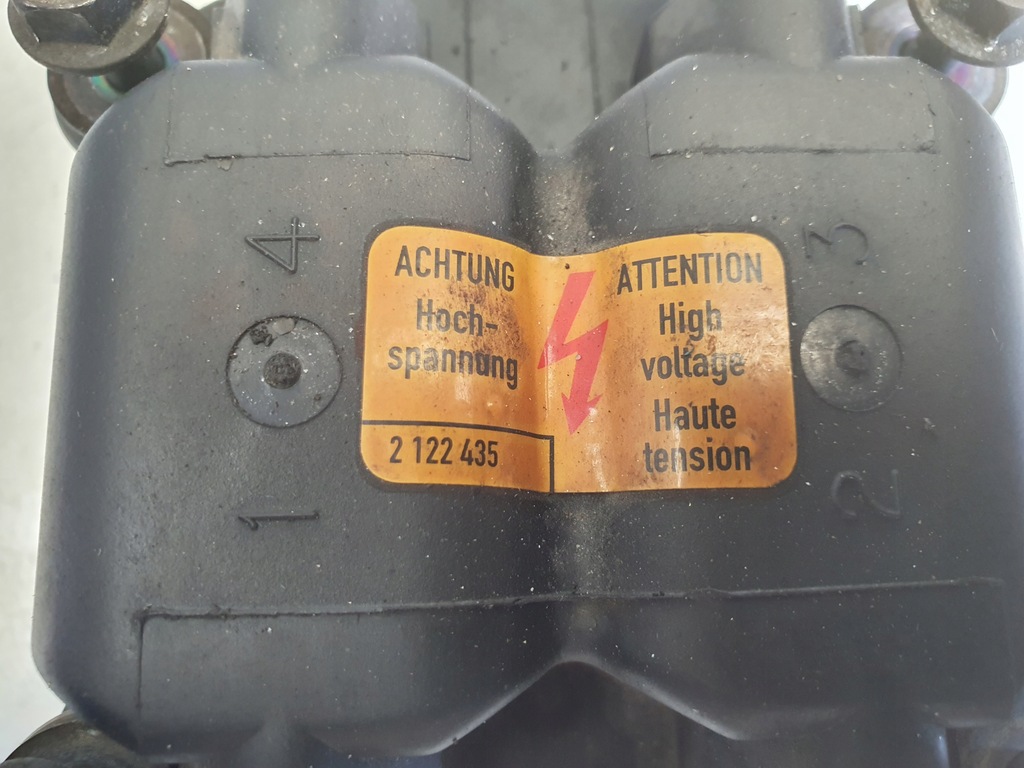 4
3
ACHTUNG
Hoch-
spannung
2 122 435
ATTENTION
High
voltage
Haute
tension
1
2